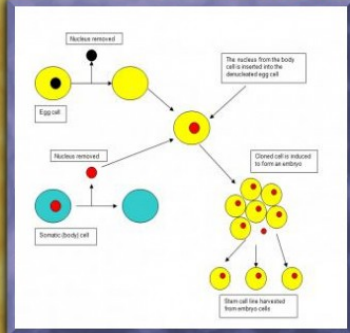 Nucleus removed
The nucleus from the body
cell is inserted into the
denucleated egg cell
Egg cell
Nucleus removed
Cloned cell is induced
to form an embryo
Somatic (body) cell
Stem cell line harvested
from embryo cells